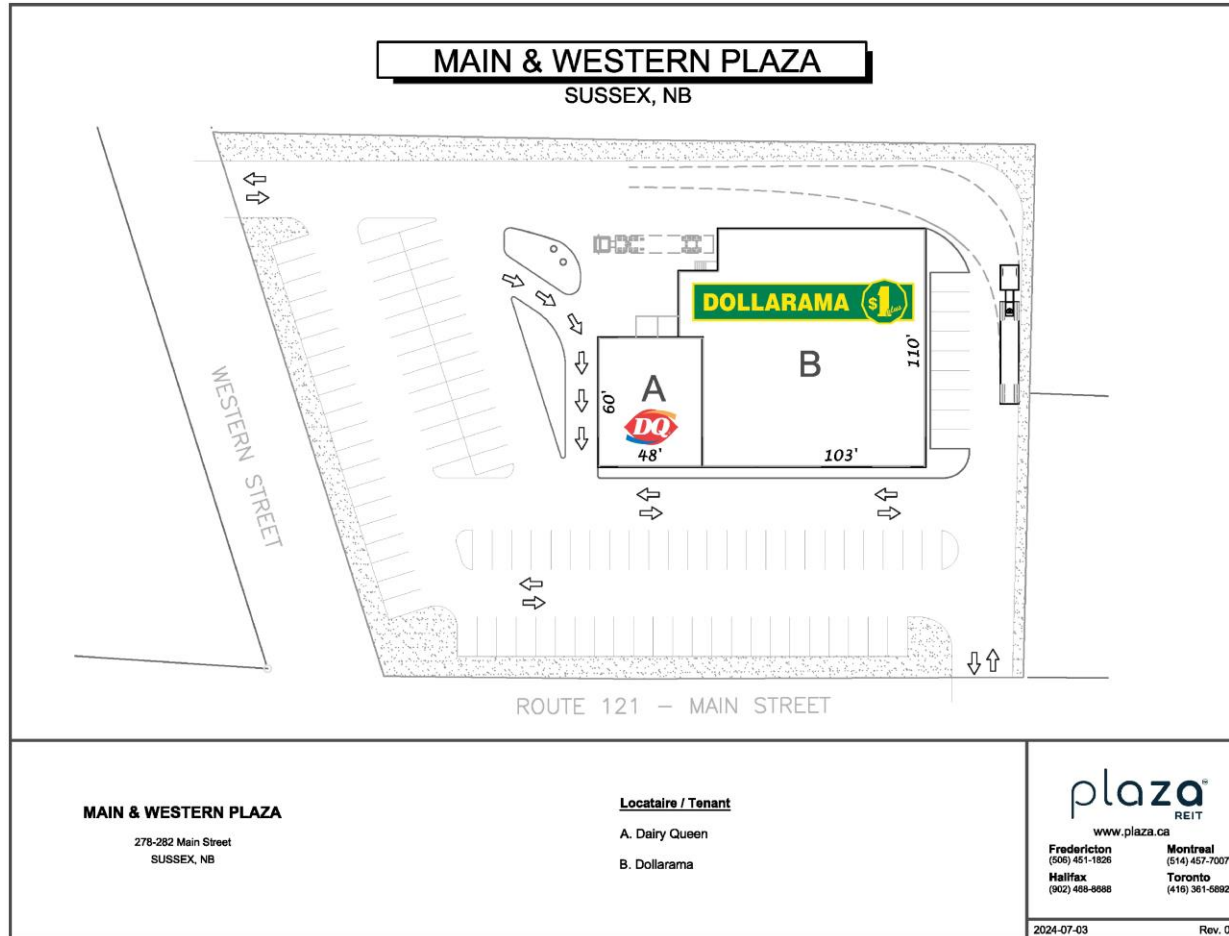 MAIN & WESTERN PLAZA
SUSSEX, NB
DOLLARAMA $1
110'
B
A
60'
DQ
48'
103'
WESTERN STREET
ROUTE 121 – MAIN STREET
MAIN & WESTERN PLAZA
278-282 Main Street
SUSSEX, NB
Locataire / Tenant
A. Dairy Queen
B. Dollarama
plaza
REIT
www.plaza.ca
Fredericton
(506) 451-1826
Montreal
(514) 457-7007
Halifax
(902) 468-8688
Toronto
(416) 361-5892
2024-07-03
Rev. 0